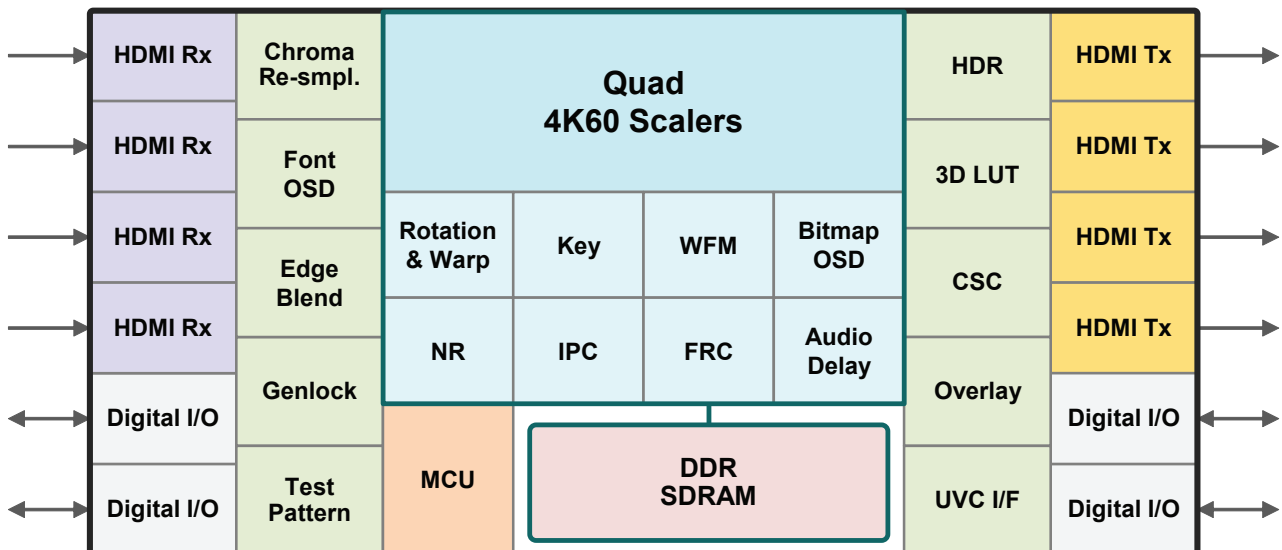 HDMI Rx
HDMI Rx
HDMI Rx
HDMI Rx
Digital I/O
Digital I/O
Chroma
Re-smpl.
Font
OSD
Edge
Blend
Genlock
Test
Pattern
Quad
4K60 Scalers
Rotation
& Warp
Key
WFM
Bitmap
OSD
NR
IPC
FRC
Audio
Delay
MCU
DDR
SDRAM
HDR
3D LUT
CSC
Overlay
UVC I/F
HDMI Tx
HDMI Tx
HDMI Tx
HDMI Tx
Digital I/O
Digital I/O